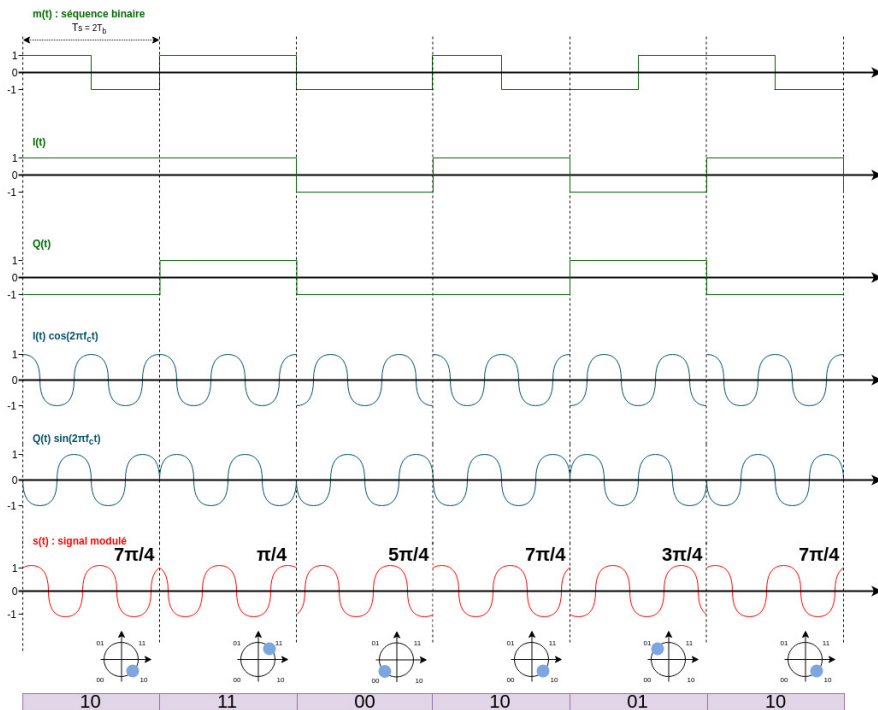 m(t) : séquence binaire
Ts = 2Tb
1
0
-1
I(t)
1
0
-1
Q(t)
1
0
-1
I(t) cos(2πfct)
1
0
-1
Q(t) sin(2πfct)
1
0
-1
s(t) : signal modulé
7π/4 π/4 5π/4 7π/4 3π/4 7π/4
1
0
-1
01 11 01 11 01 11 01 11 01 11 01 11
00 10 00 10 00 10 00 10 00 10 00 10
10 11 00 10 01 10